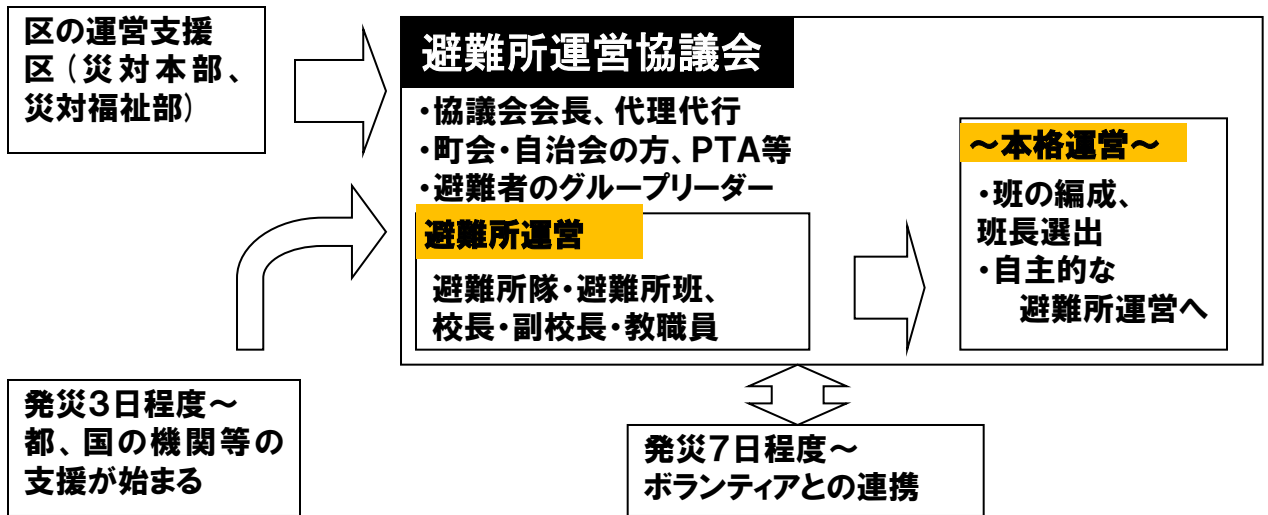 区の運営支援
区(災対本部、
災対福祉部)
避難所運営協議会
・協議会会長、代理代行
・町会・自治会の方、PTA等
・避難者のグループリーダー
避難所運営
避難所隊・避難所班、
校長・副校長・教職員
～本格運営～
・班の編成、
班長選出
・自主的な
避難所運営へ
発災3日程度～
都、国の機関等の
支援が始まる
発災7日程度～
ボランティアとの連携